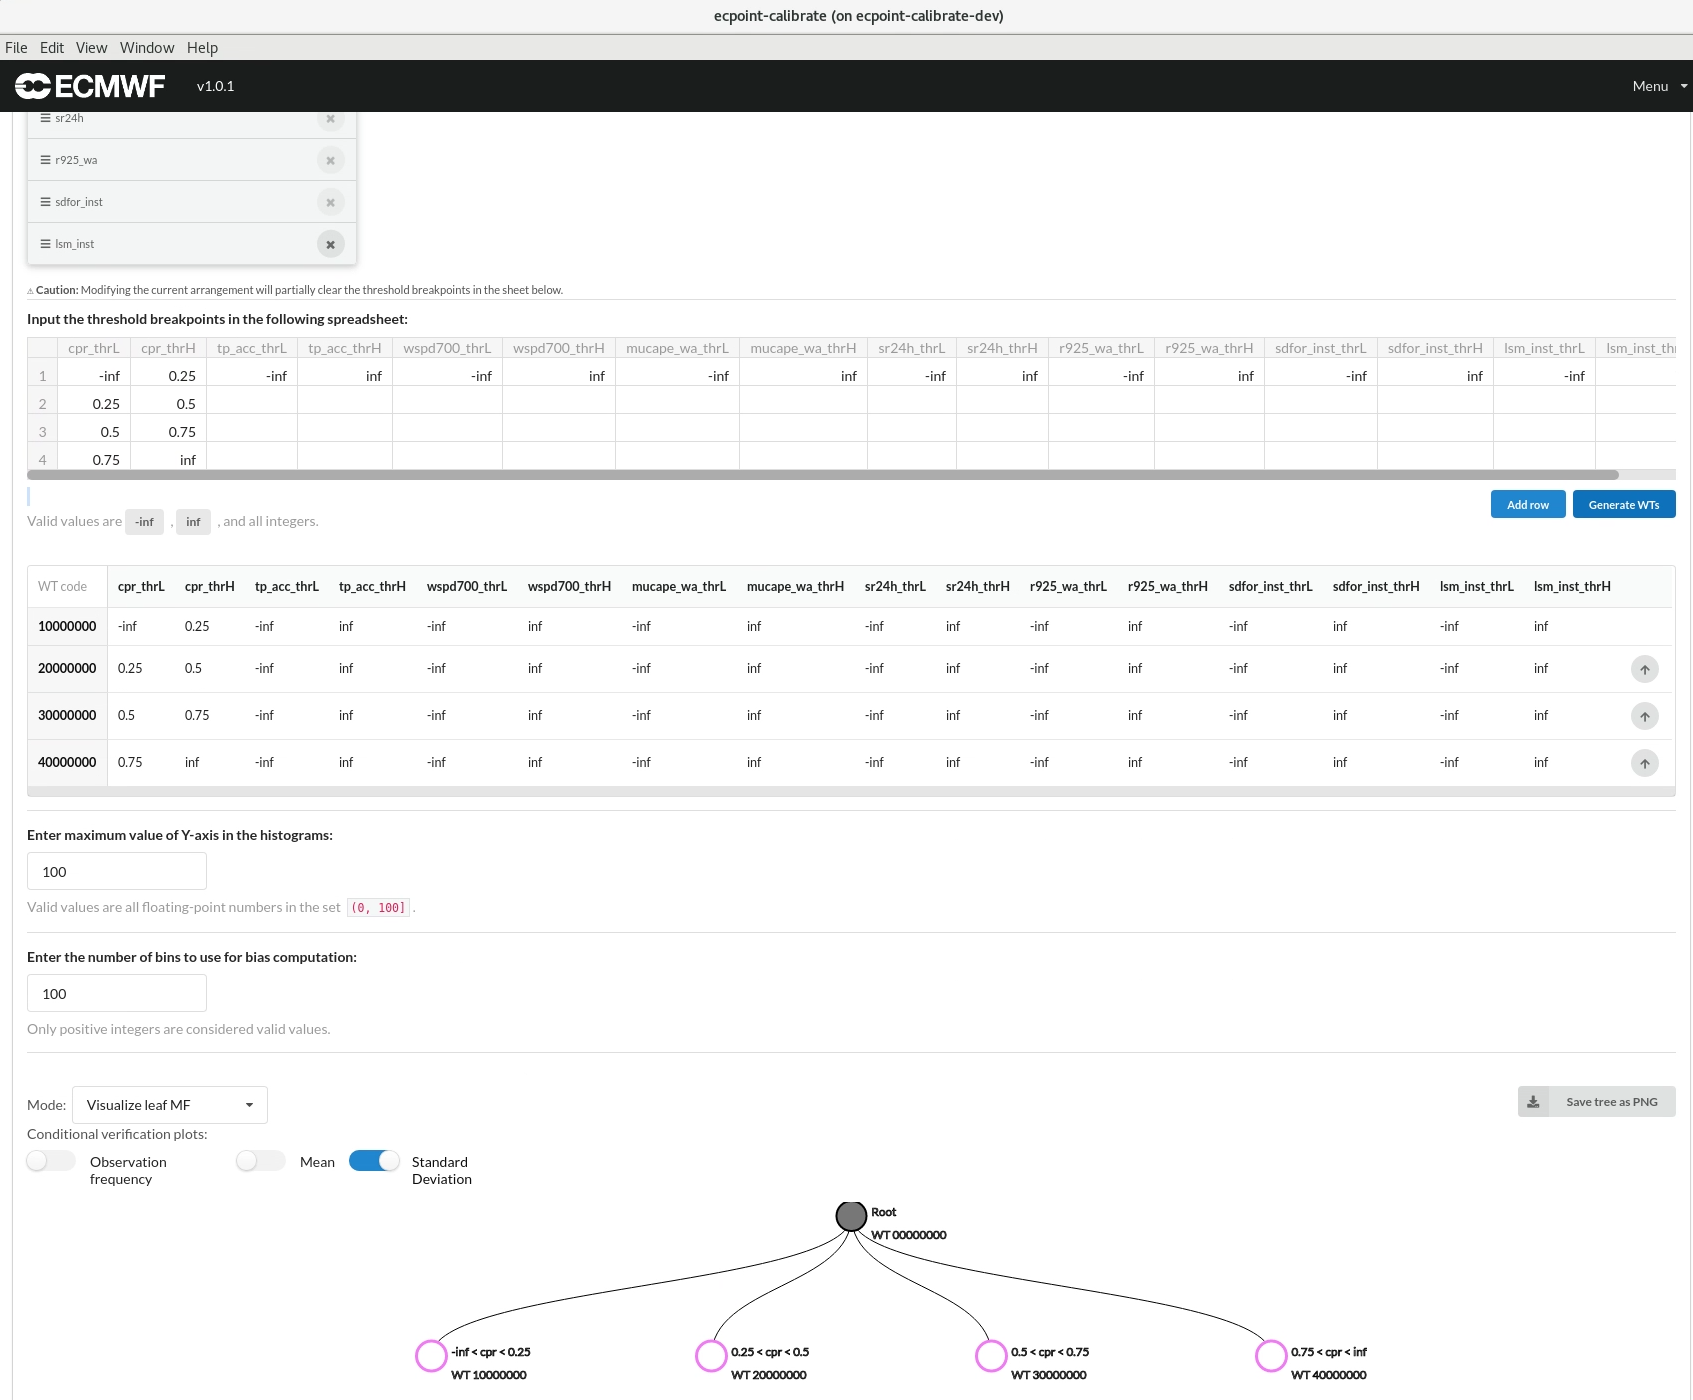 ecpoint-calibrate (on ecpoint-calibrate-dev)
File Edit View Window Help
ECMWF v1.0.1 Menu
sr24h
r925_wa
sdfor_inst
lsm_inst
⚠ Caution: Modifying the current arrangement will partially clear the threshold breakpoints in the sheet below.
Input the threshold breakpoints in the following spreadsheet:
cpr_thrL cpr_thrH tp_acc_thrL tp_acc_thrH wspd700_thrL wspd700_thrH mucape_wa_thrL mucape_wa_thrH sr24h_thrL sr24h_thrH r925_wa_thrL r925_wa_thrH sdfor_inst_thrL sdfor_inst_thrH lsm_inst_thrL lsm_inst_thr
1 -inf 0.25 -inf inf -inf inf -inf inf -inf inf -inf inf -inf inf -inf
2 0.25 0.5
3 0.5 0.75
4 0.75 inf
Add row Generate WTs
Valid values are -inf , inf , and all integers.
WT code cpr_thrL cpr_thrH tp_acc_thrL tp_acc_thrH wspd700_thrL wspd700_thrH mucape_wa_thrL mucape_wa_thrH sr24h_thrL sr24h_thrH r925_wa_thrL r925_wa_thrH sdfor_inst_thrL sdfor_inst_thrH lsm_inst_thrL lsm_inst_thrH
10000000 -inf 0.25 -inf inf -inf inf -inf inf -inf inf -inf inf -inf inf -inf inf
20000000 0.25 0.5 -inf inf -inf inf -inf inf -inf inf -inf inf -inf inf -inf inf
30000000 0.5 0.75 -inf inf -inf inf -inf inf -inf inf -inf inf -inf inf -inf inf
40000000 0.75 inf -inf inf -inf inf -inf inf -inf inf -inf inf -inf inf -inf inf
Enter maximum value of Y-axis in the histograms:
100
Valid values are all floating-point numbers in the set (0, 100] .
Enter the number of bins to use for bias computation:
100
Only positive integers are considered valid values.
Mode: Visualize leaf MF Save tree as PNG
Conditional verification plots:
Observation frequency Mean Standard Deviation
Root
WT 00000000
-inf < cpr < 0.25 0.25 < cpr < 0.5 0.5 < cpr < 0.75 0.75 < cpr < inf
WT 10000000 WT 20000000 WT 30000000 WT 40000000